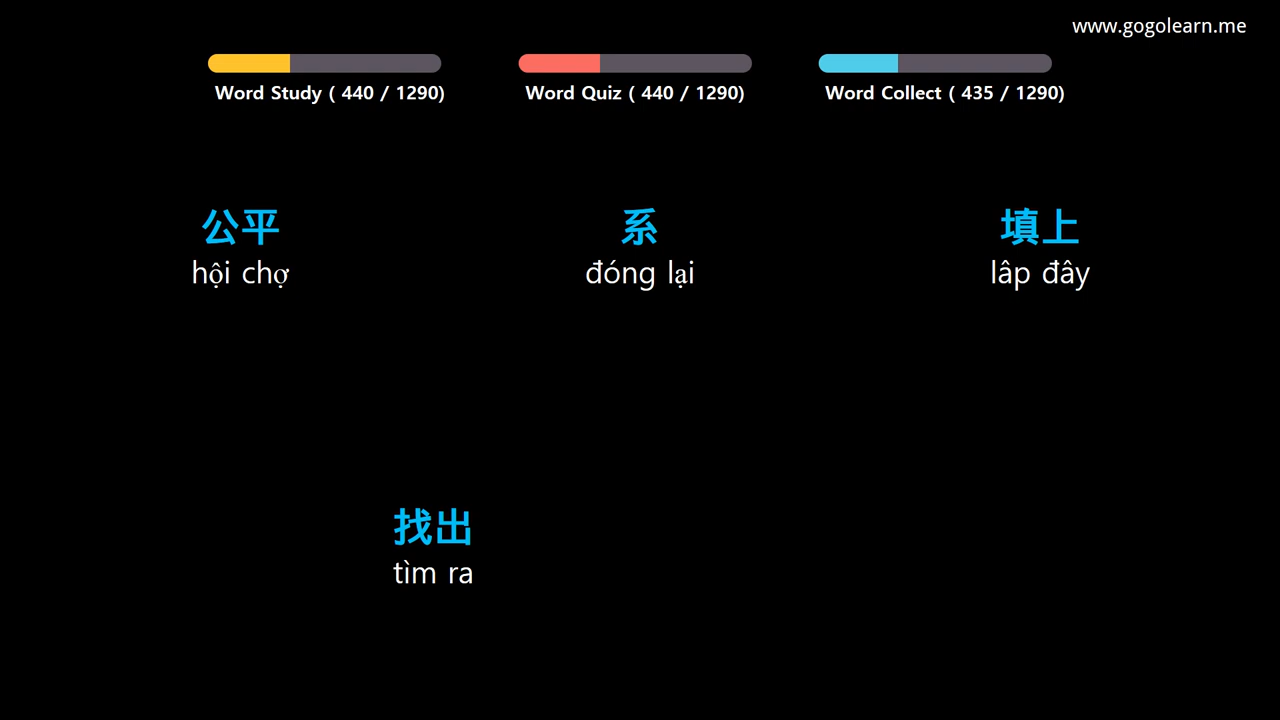 www.gogolearn.me
Word Study ( 440 / 1290)
Word Quiz ( 440 / 1290)
Word Collect ( 435 / 1290)
公平
hội chợ
系
đóng lại
填上
lâp đây
找出
tìm ra